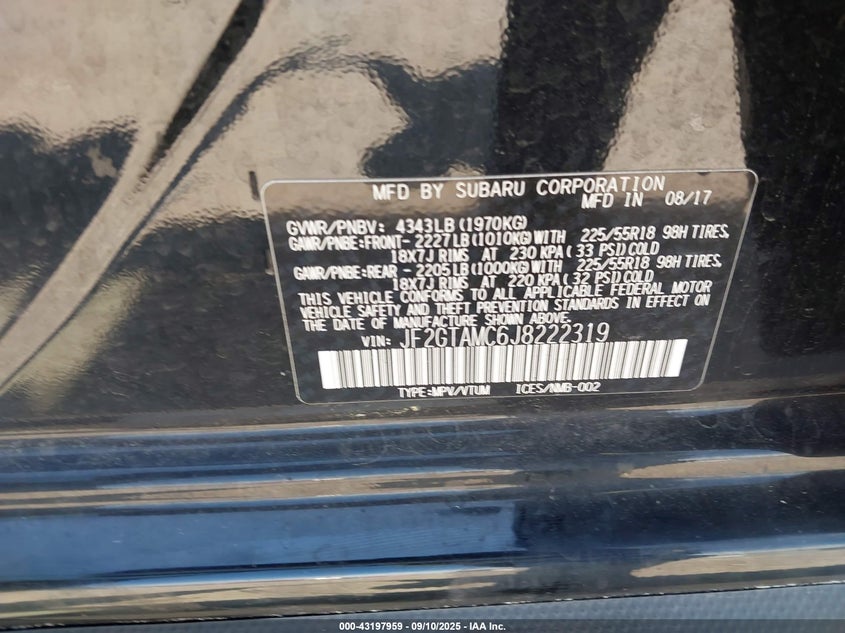 MFD BY SUBARU CORPORATION
MFD IN 08/17
GVWR/PNBV: 4343LB (1970KG)
GAWR/PNBE:FRONT- 2227LB (1010KG) WITH 225/55R18 98H TIRES,
18X7J RIMS AT 230 KPA ( 33 PSI) COLD
GAWR/PNBE:REAR - 2205LB (1000KG) WITH 225/55R18 98H TIRES,
18X7J RIMS AT 220 KPA ( 32 PSI) COLD
THIS VEHICLE CONFORMS TO ALL APPLICABLE FEDERAL MOTOR
VEHICLE SAFETY AND THEFT PREVENTION STANDARDS IN EFFECT ON
THE DATE OF MANUFACTURE SHOWN ABOVE.
VIN: JF2GTAMC6J8222319
TYPE:MPV/VTUM ICES/NMB-002
000-43197959 - 09/10/2025 - IAA Inc.